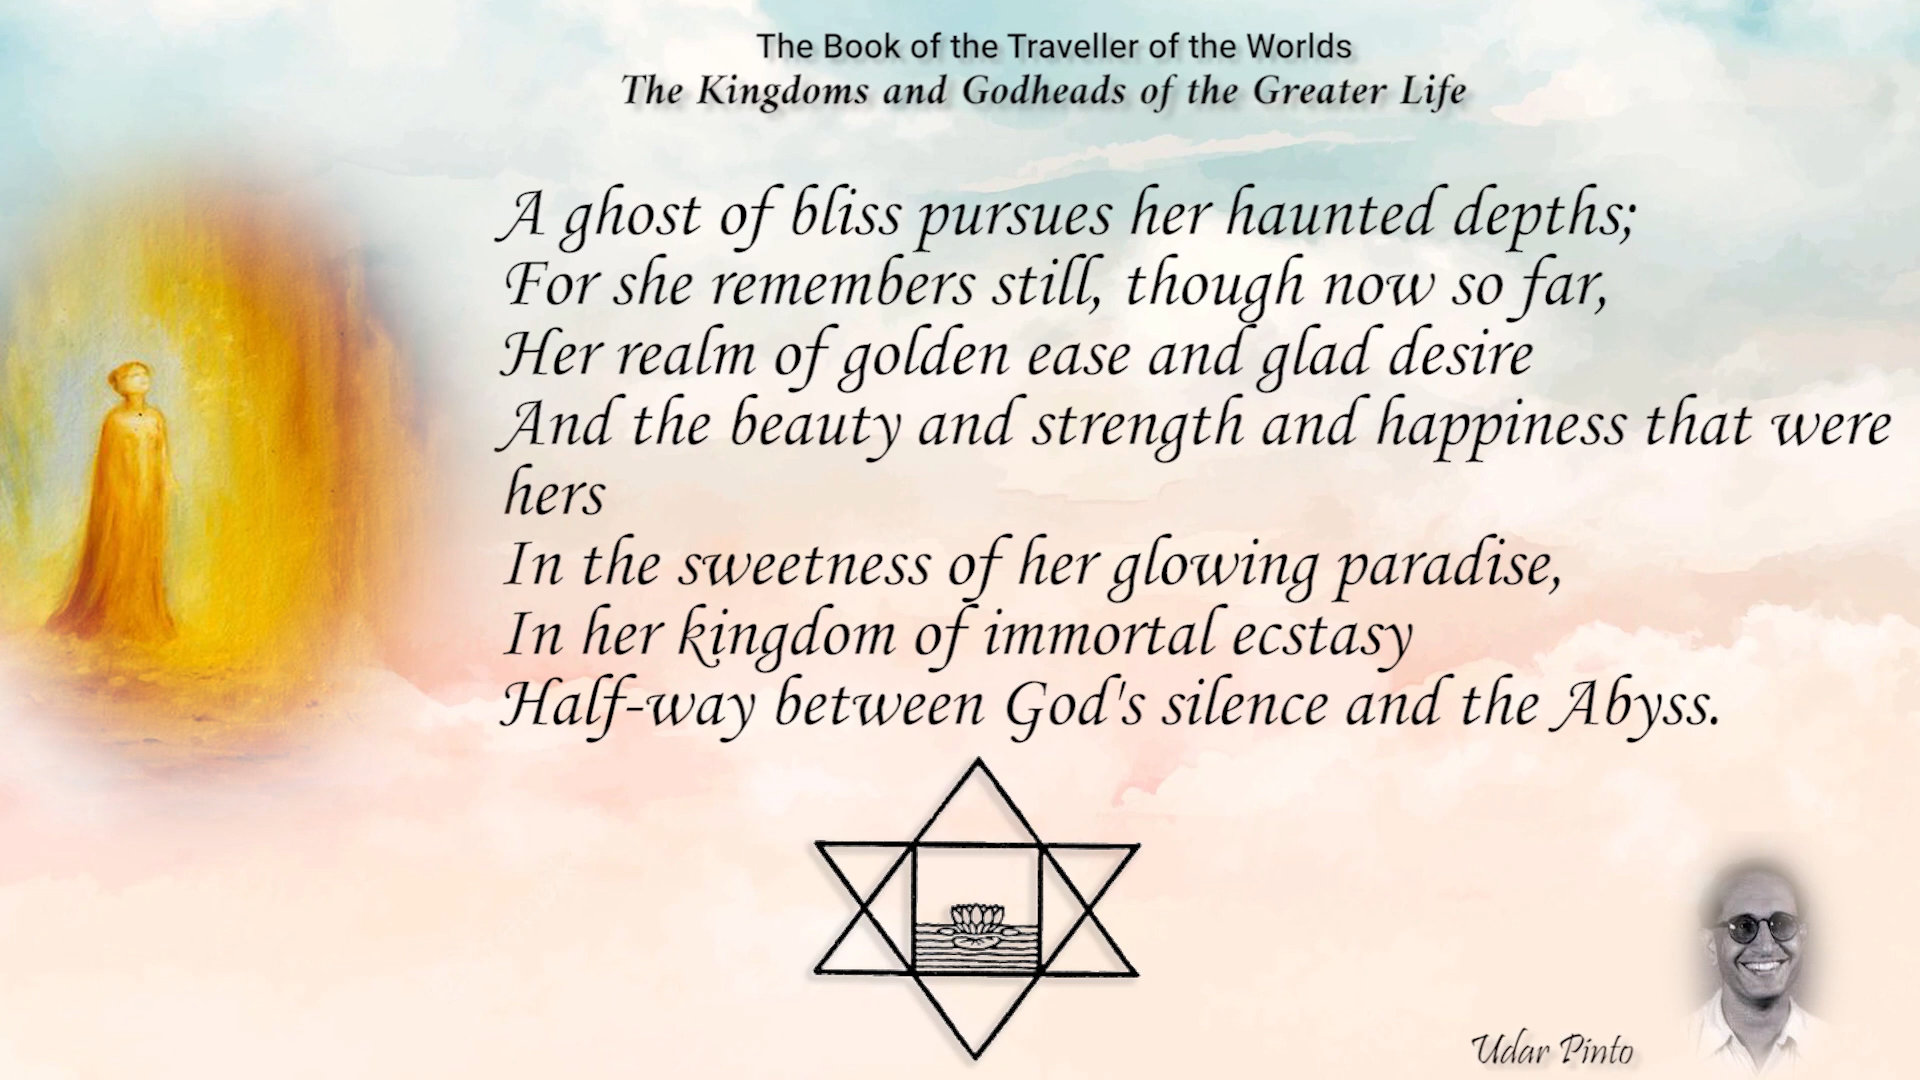 The Book of the Traveller of the Worlds
The Kingdoms and Godheads of the Greater Life
A ghost of bliss pursues her haunted depths;
For she remembers still, though now so far,
Her realm of golden ease and glad desire
And the beauty and strength and happiness that were
hers
In the sweetness of her glowing paradise,
In her kingdom of immortal ecstasy
Half-way between God's silence and the Abyss.
Udar Pinto